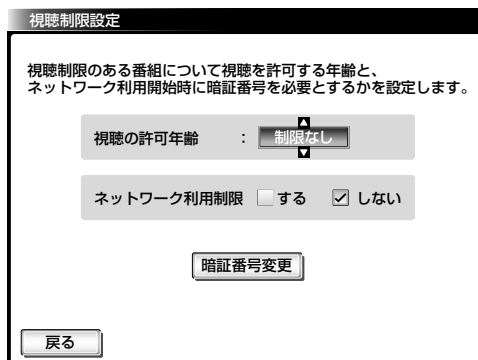 視聴制限設定
視聴制限のある番組について視聴を許可する年齢と、
ネットワーク利用開始時に暗証番号を必要とするかを設定します。
視聴の許可年齢 : 制限なし
ネットワーク利用制限 する しない
暗証番号変更
戻る